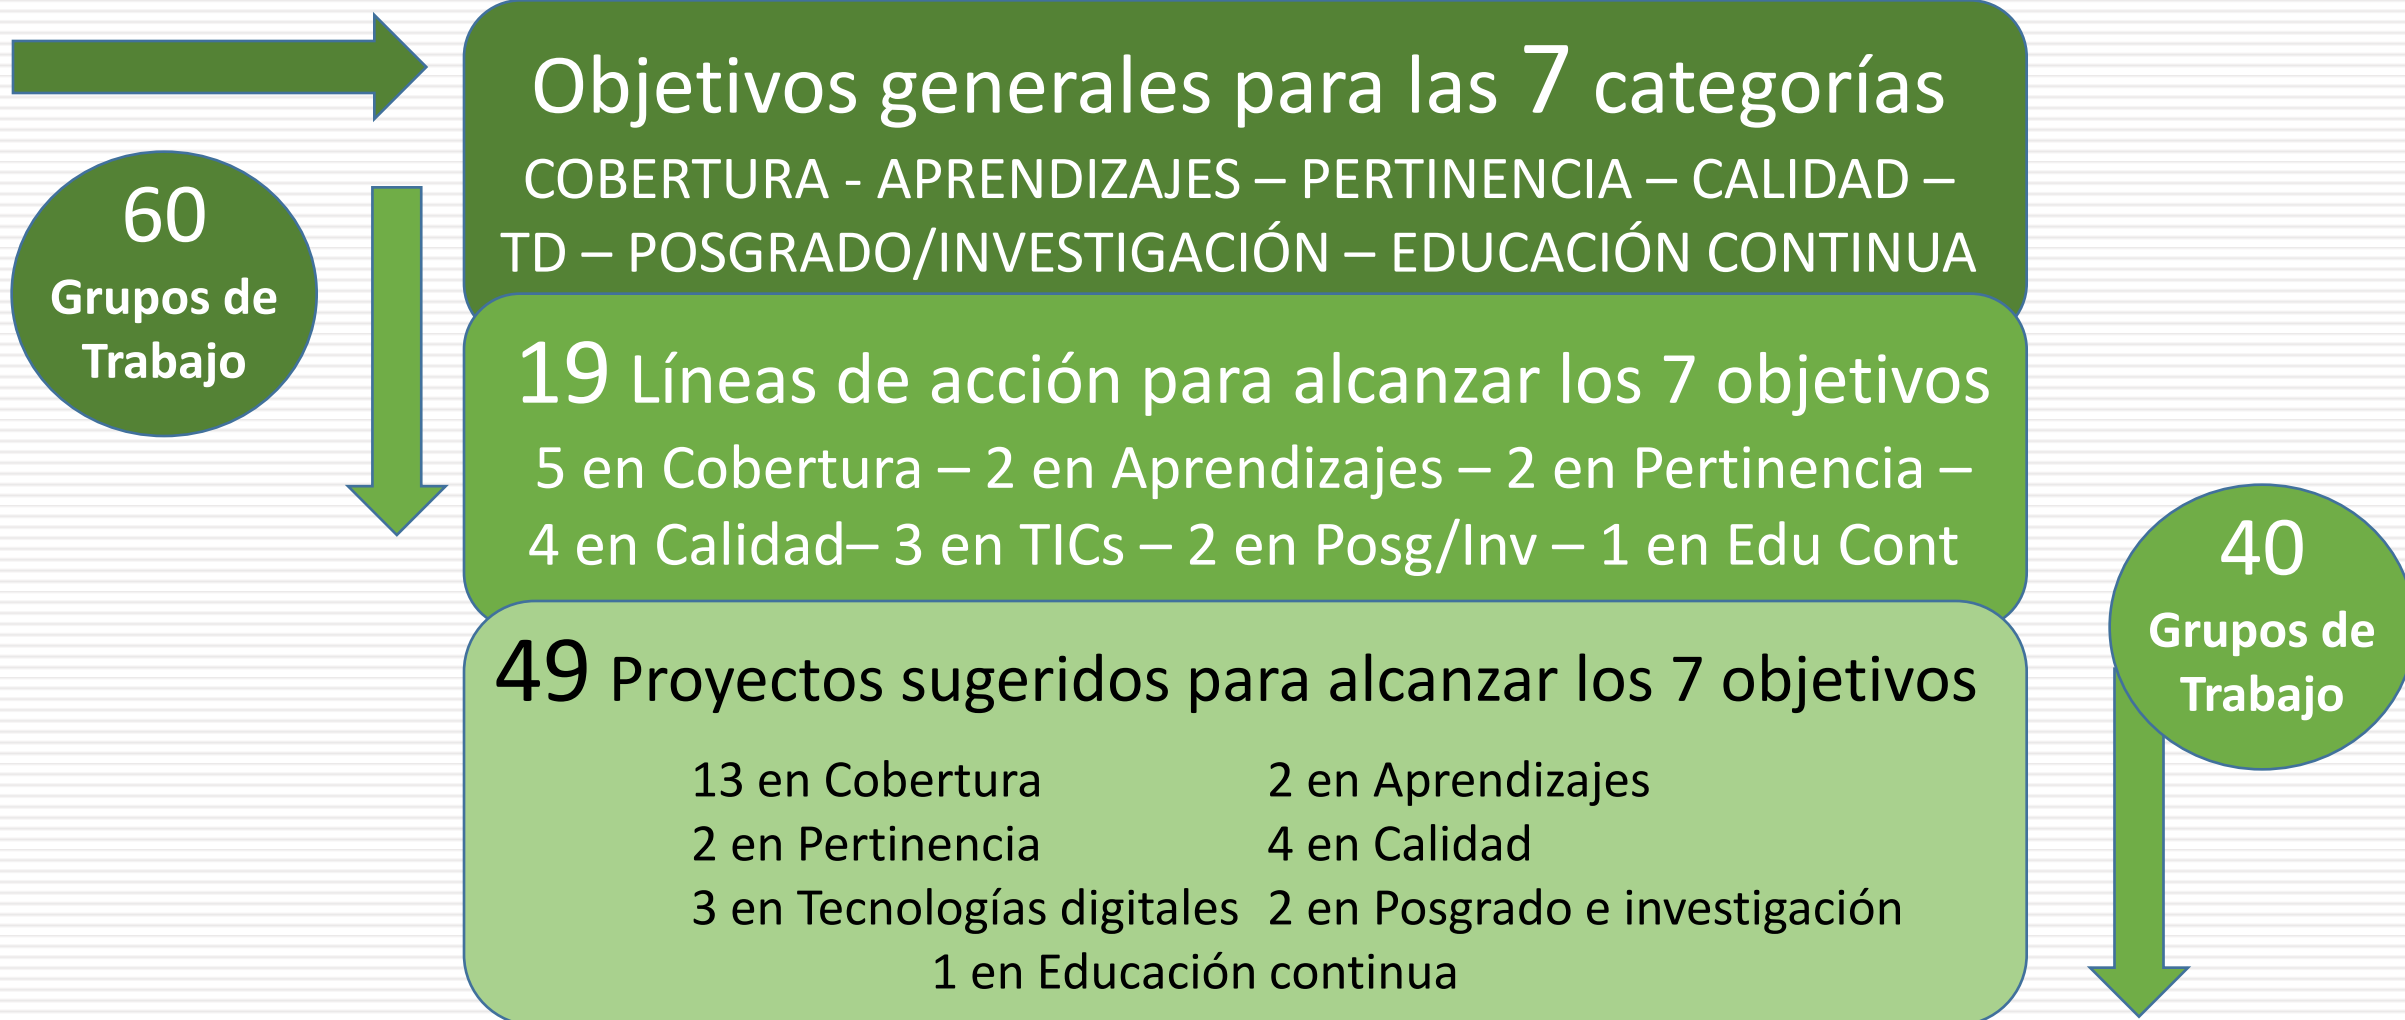 Objetivos generales para las 7 categorías
COBERTURA - APRENDIZAJES – PERTINENCIA – CALIDAD –
TD – POSGRADO/INVESTIGACIÓN – EDUCACIÓN CONTINUA
60
Grupos de
Trabajo
19 Líneas de acción para alcanzar los 7 objetivos
5 en Cobertura – 2 en Aprendizajes – 2 en Pertinencia –
4 en Calidad– 3 en TICs – 2 en Posg/Inv – 1 en Edu Cont
40
Grupos de
Trabajo
49 Proyectos sugeridos para alcanzar los 7 objetivos
13 en Cobertura 2 en Aprendizajes
2 en Pertinencia 4 en Calidad
3 en Tecnologías digitales 2 en Posgrado e investigación
1 en Educación continua